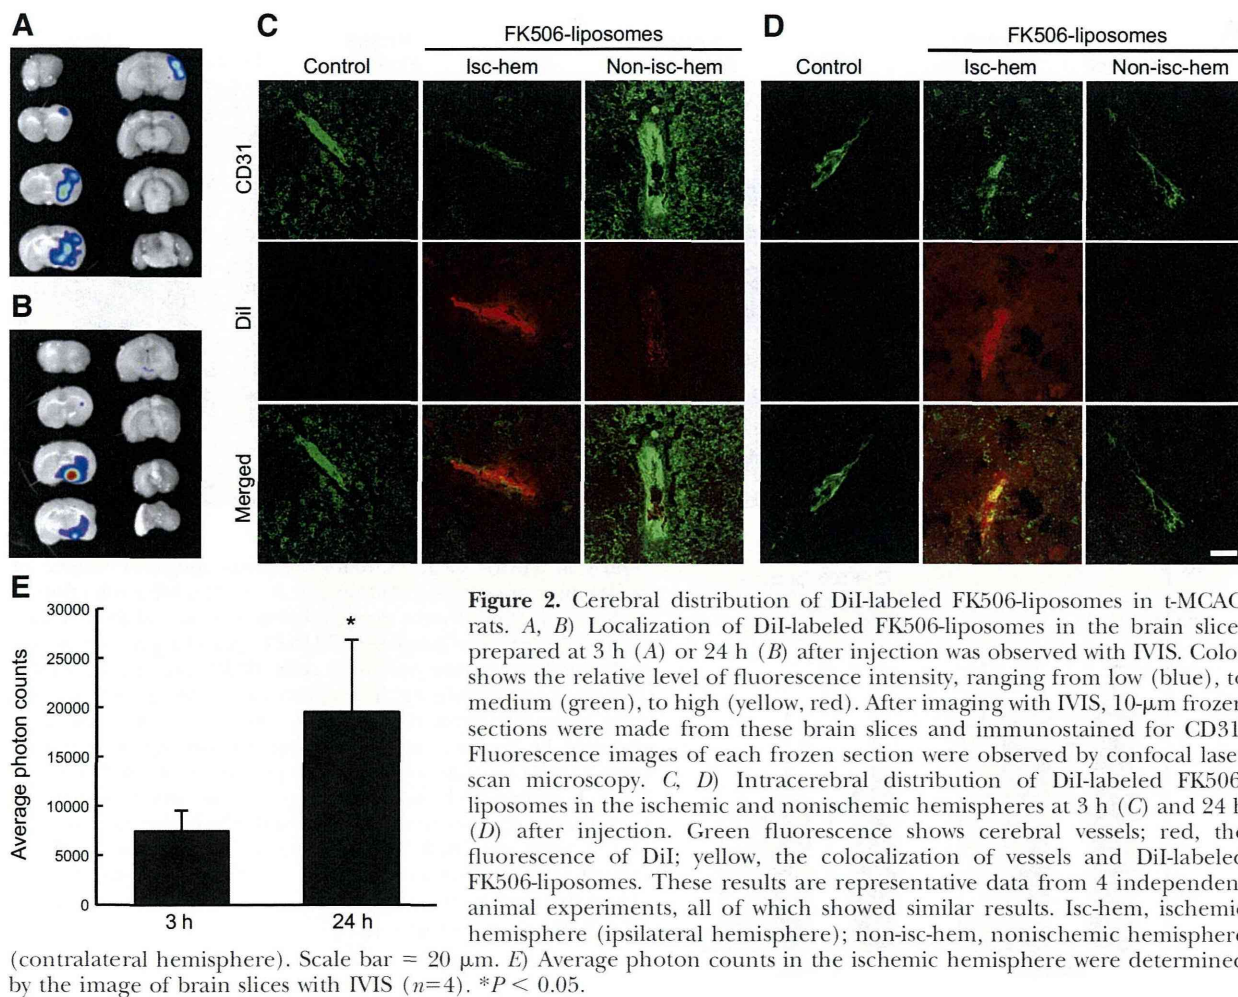 A
B
C
FK506-liposomes
Control
Isc-hem
Non-isc-hem
CD31
DiI
Merged
D
FK506-liposomes
Control
Isc-hem
Non-isc-hem
E
Average photon counts
30000
25000
20000
15000
10000
5000
0
*
3 h
24 h
Figure 2. Cerebral distribution of DiI-labeled FK506-liposomes in t-MCAO
rats. A, B) Localization of DiI-labeled FK506-liposomes in the brain slice
prepared at 3 h (A) or 24 h (B) after injection was observed with IVIS. Colo
shows the relative level of fluorescence intensity, ranging from low (blue), to
medium (green), to high (yellow, red). After imaging with IVIS, 10-μm frozen
sections were made from these brain slices and immunostained for CD31
Fluorescence images of each frozen section were observed by confocal lase
scan microscopy. C, D) Intracerebral distribution of DiI-labeled FK506
liposomes in the ischemic and nonischemic hemispheres at 3 h (C) and 24 h
(D) after injection. Green fluorescence shows cerebral vessels; red, the
fluorescence of DiI; yellow, the colocalization of vessels and DiI-labeled
FK506-liposomes. These results are representative data from 4 independen
animal experiments, all of which showed similar results. Isc-hem, ischemic
hemisphere (ipsilateral hemisphere); non-isc-hem, nonischemic hemisphere
(contralateral hemisphere). Scale bar = 20 μm. E) Average photon counts in the ischemic hemisphere were determined
by the image of brain slices with IVIS (n=4). *P < 0.05.